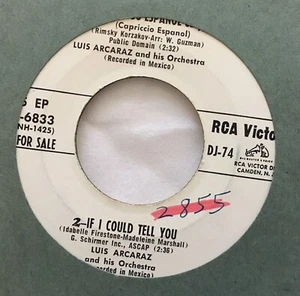 (Capriccio Espanol)
(Rimsky Korzakov-Arr. W. Guzman)
Public Domain (2:32)
LUIS ARCARAZ and his Orchestra
(Recorded in Mexico)
EP
-6833
NH-1425)
FOR SALE
RCA Victor
DJ-74
RCA VICTOR DI
CAMDEN, N. J
2855
2-IF I COULD TELL YOU
(Idabelle Firestone-Madeleine Marshall)
G. Schirmer Inc., ASCAP (2:36)
LUIS ARCARAZ
and his Orchestra
(Recorded in Mexico)